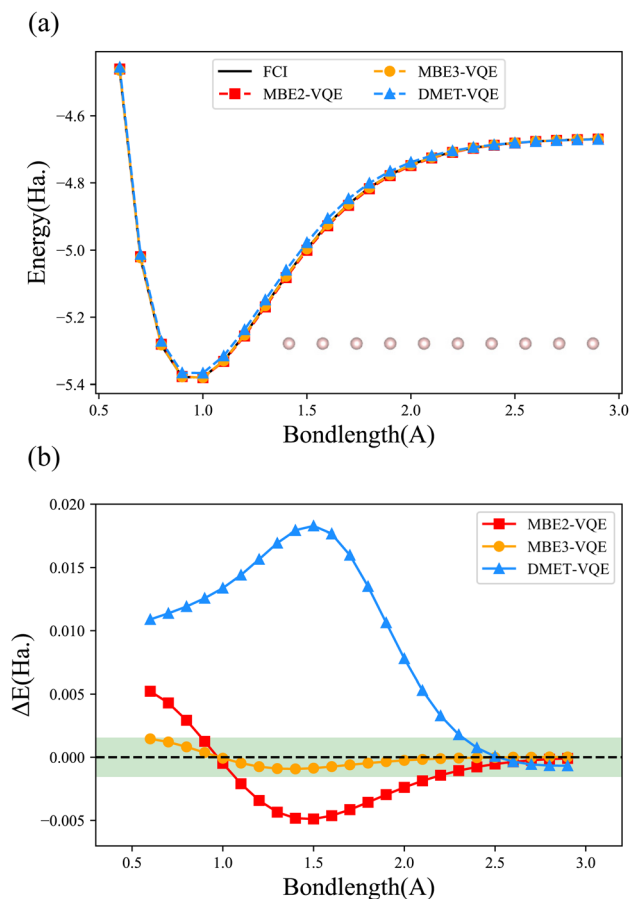 (a)
FCI
MBE2-VQE
MBE3-VQE
DMET-VQE
−4.6
−4.8
−5.0
−5.2
−5.4
Energy(Ha.)
0.5 1.0 1.5 2.0 2.5 3.0
Bondlength(A)
(b)
MBE2-VQE
MBE3-VQE
DMET-VQE
0.020
0.015
0.010
0.005
0.000
−0.005
ΔE(Ha.)
0.5 1.0 1.5 2.0 2.5 3.0
Bondlength(A)